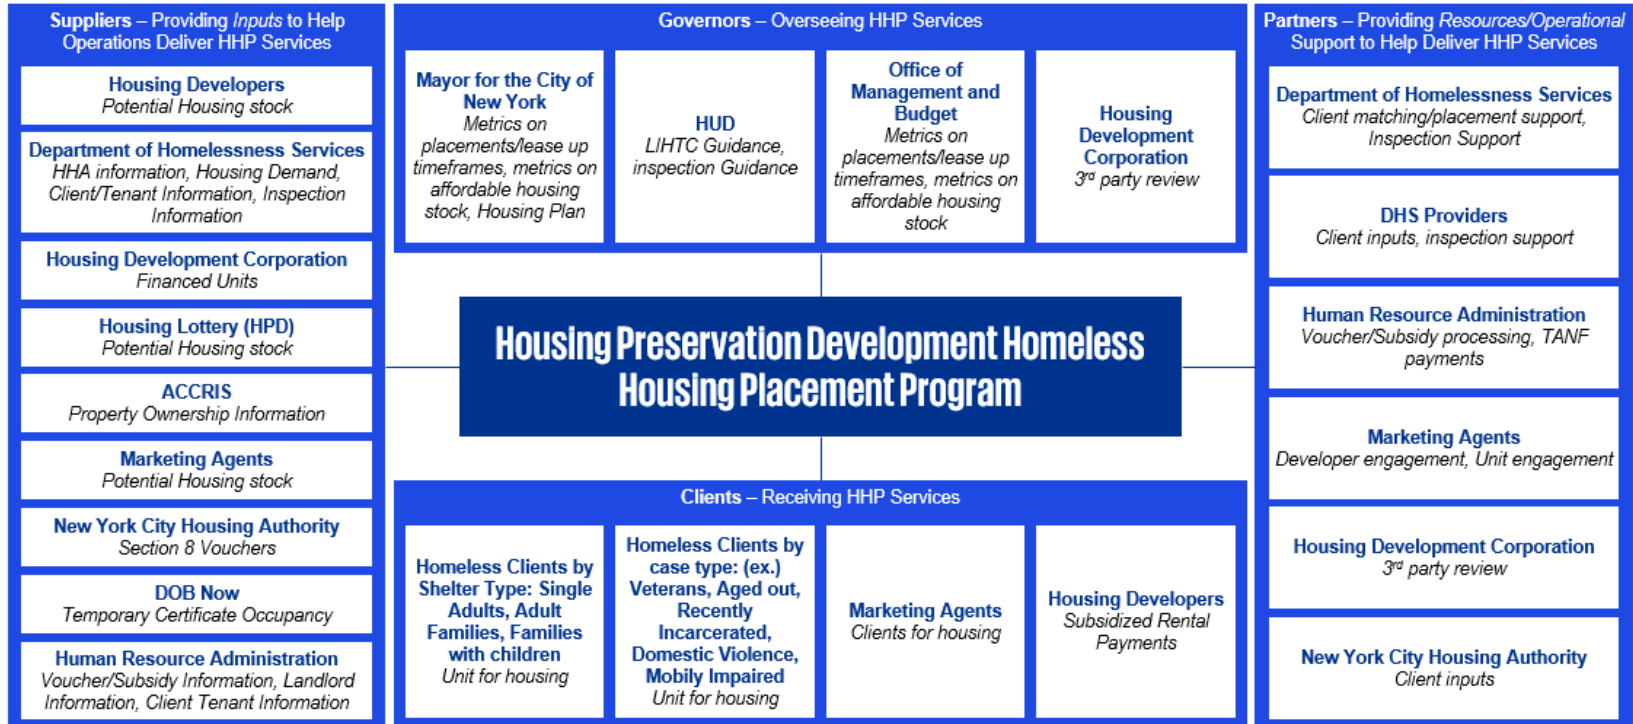 Suppliers – Providing Inputs to Help
Operations Deliver HHP Services
Housing Developers
Potential Housing stock
Department of Homelessness Services
HHA information, Housing Demand,
Client/Tenant Information, Inspection
Information
Housing Development Corporation
Financed Units
Housing Lottery (HPD)
Potential Housing stock
ACCRIS
Property Ownership Information
Marketing Agents
Potential Housing stock
New York City Housing Authority
Section 8 Vouchers
DOB Now
Temporary Certificate Occupancy
Human Resource Administration
Voucher/Subsidy Information, Landlord
Information, Client Tenant Information
Governors – Overseeing HHP Services
Mayor for the City of
New York
Metrics on
placements/lease up
timeframes, metrics on
affordable housing
stock, Housing Plan
HUD
LIHTC Guidance,
inspection Guidance
Office of
Management and
Budget
Metrics on
placements/lease up
timeframes, metrics on
affordable housing
stock
Housing
Development
Corporation
3rd party review
Housing Preservation Development Homeless
Housing Placement Program
Clients – Receiving HHP Services
Homeless Clients by
Shelter Type: Single
Adults, Adult
Families, Families
with children
Unit for housing
Homeless Clients by
case type: (ex.)
Veterans, Aged out,
Recently
Incarcerated,
Domestic Violence,
Mobily Impaired
Unit for housing
Marketing Agents
Clients for housing
Housing Developers
Subsidized Rental
Payments
Partners – Providing Resources/Operational
Support to Help Deliver HHP Services
Department of Homelessness Services
Client matching/placement support,
Inspection Support
DHS Providers
Client inputs, inspection support
Human Resource Administration
Voucher/Subsidy processing, TANF
payments
Marketing Agents
Developer engagement, Unit engagement
Housing Development Corporation
3rd party review
New York City Housing Authority
Client inputs